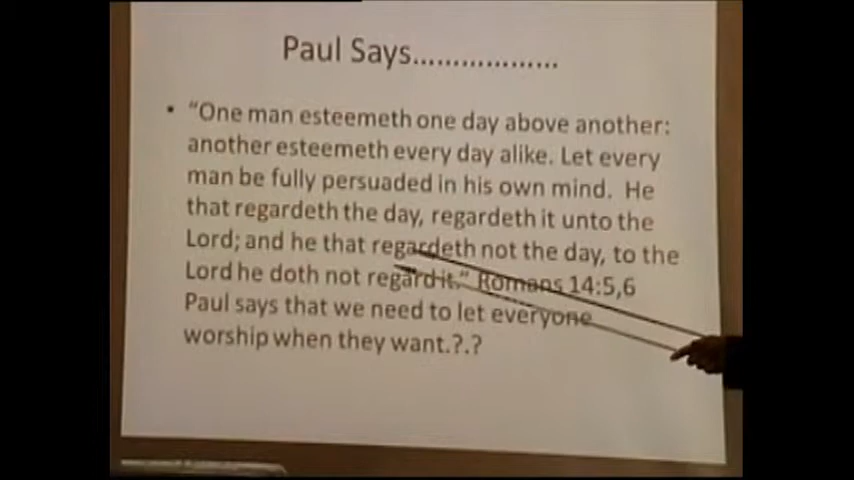 Paul Says..................
• “One man esteemeth one day above another:
another esteemeth every day alike. Let every
man be fully persuaded in his own mind. He
that regardeth the day, regardeth it unto the
Lord; and he that regardeth not the day, to the
Lord he doth not regard it.” Romans 14:5,6
Paul says that we need to let everyone
worship when they want.?.?